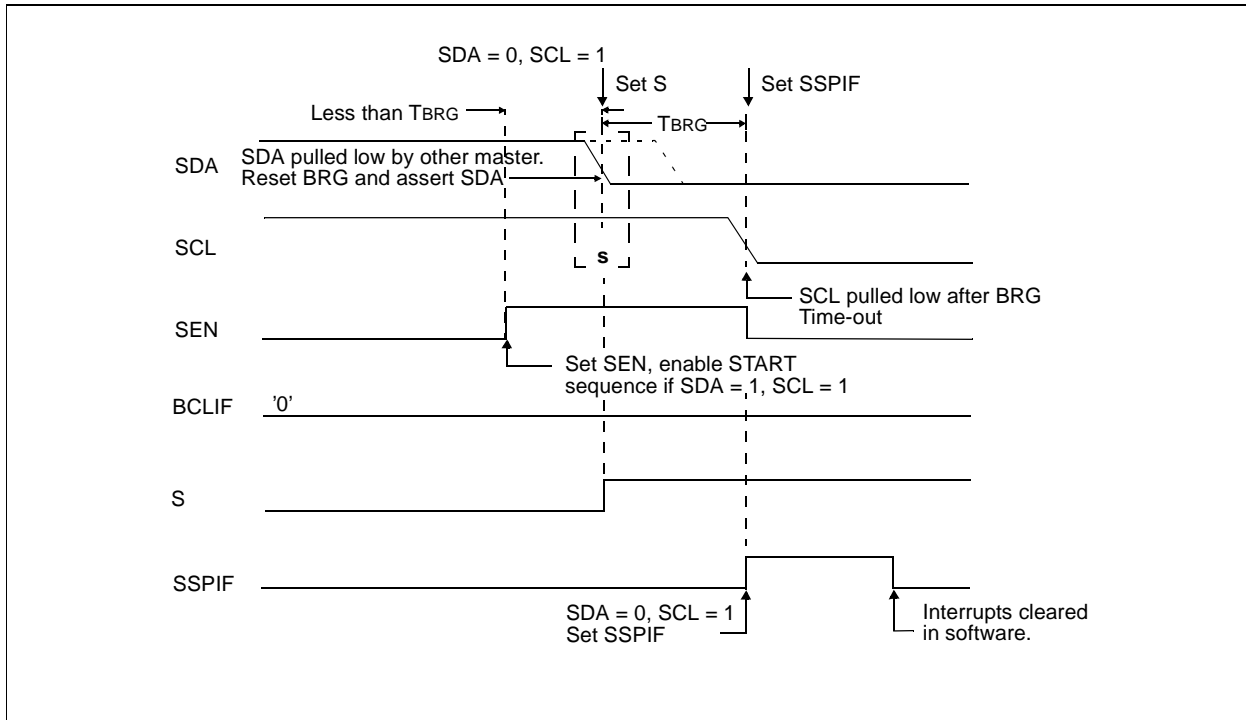 SDA = 0, SCL = 1
Set S
Set SSPIF
Less than TBRG
TBRG
SDA
SDA pulled low by other master.
Reset BRG and assert SDA
SCL
s
SCL pulled low after BRG
Time-out
SEN
Set SEN, enable START
sequence if SDA = 1, SCL = 1
BCLIF
'0'
S
SSPIF
SDA = 0, SCL = 1
Set SSPIF
Interrupts cleared
in software.